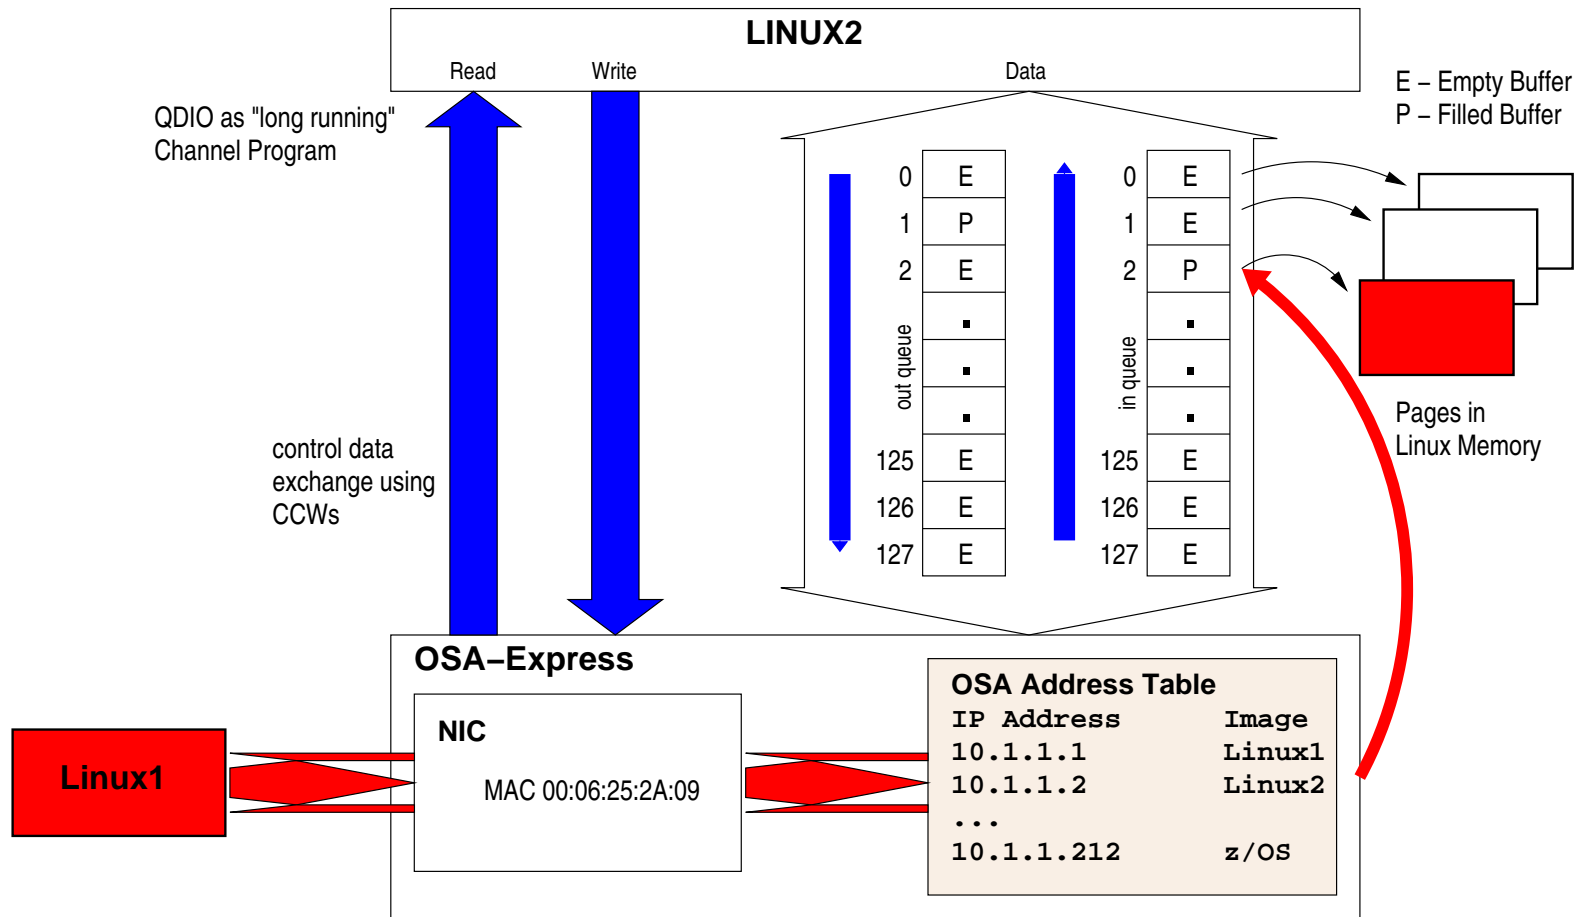 LINUX2
Read Write Data
E – Empty Buffer
P – Filled Buffer
QDIO as "long running"
Channel Program
0 E 0 E
1 P 1 E
2 E 2 P
. .
. .
. .
out queue in queue
125 E 125 E
126 E 126 E
127 E 127 E
Pages in
Linux Memory
control data
exchange using
CCWs
OSA–Express
NIC
MAC 00:06:25:2A:09
Linux1
OSA Address Table
IP Address Image
10.1.1.1 Linux1
10.1.1.2 Linux2
...
10.1.1.212 z/OS